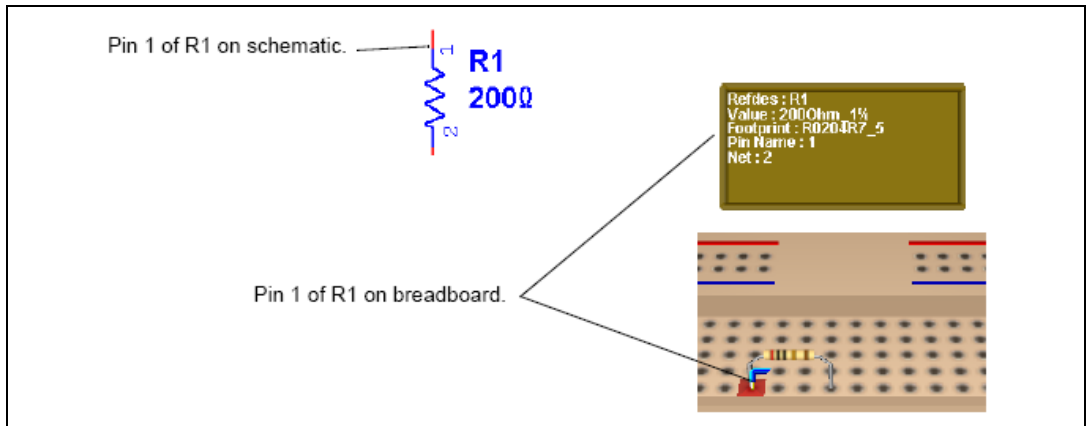 Pin 1 of R1 on schematic.
1
R1
200Ω
2
Refdes : R1
Value : 200Ohm_1%
Footprint : R0204R7_5
Pin Name : 1
Net : 2
Pin 1 of R1 on breadboard.